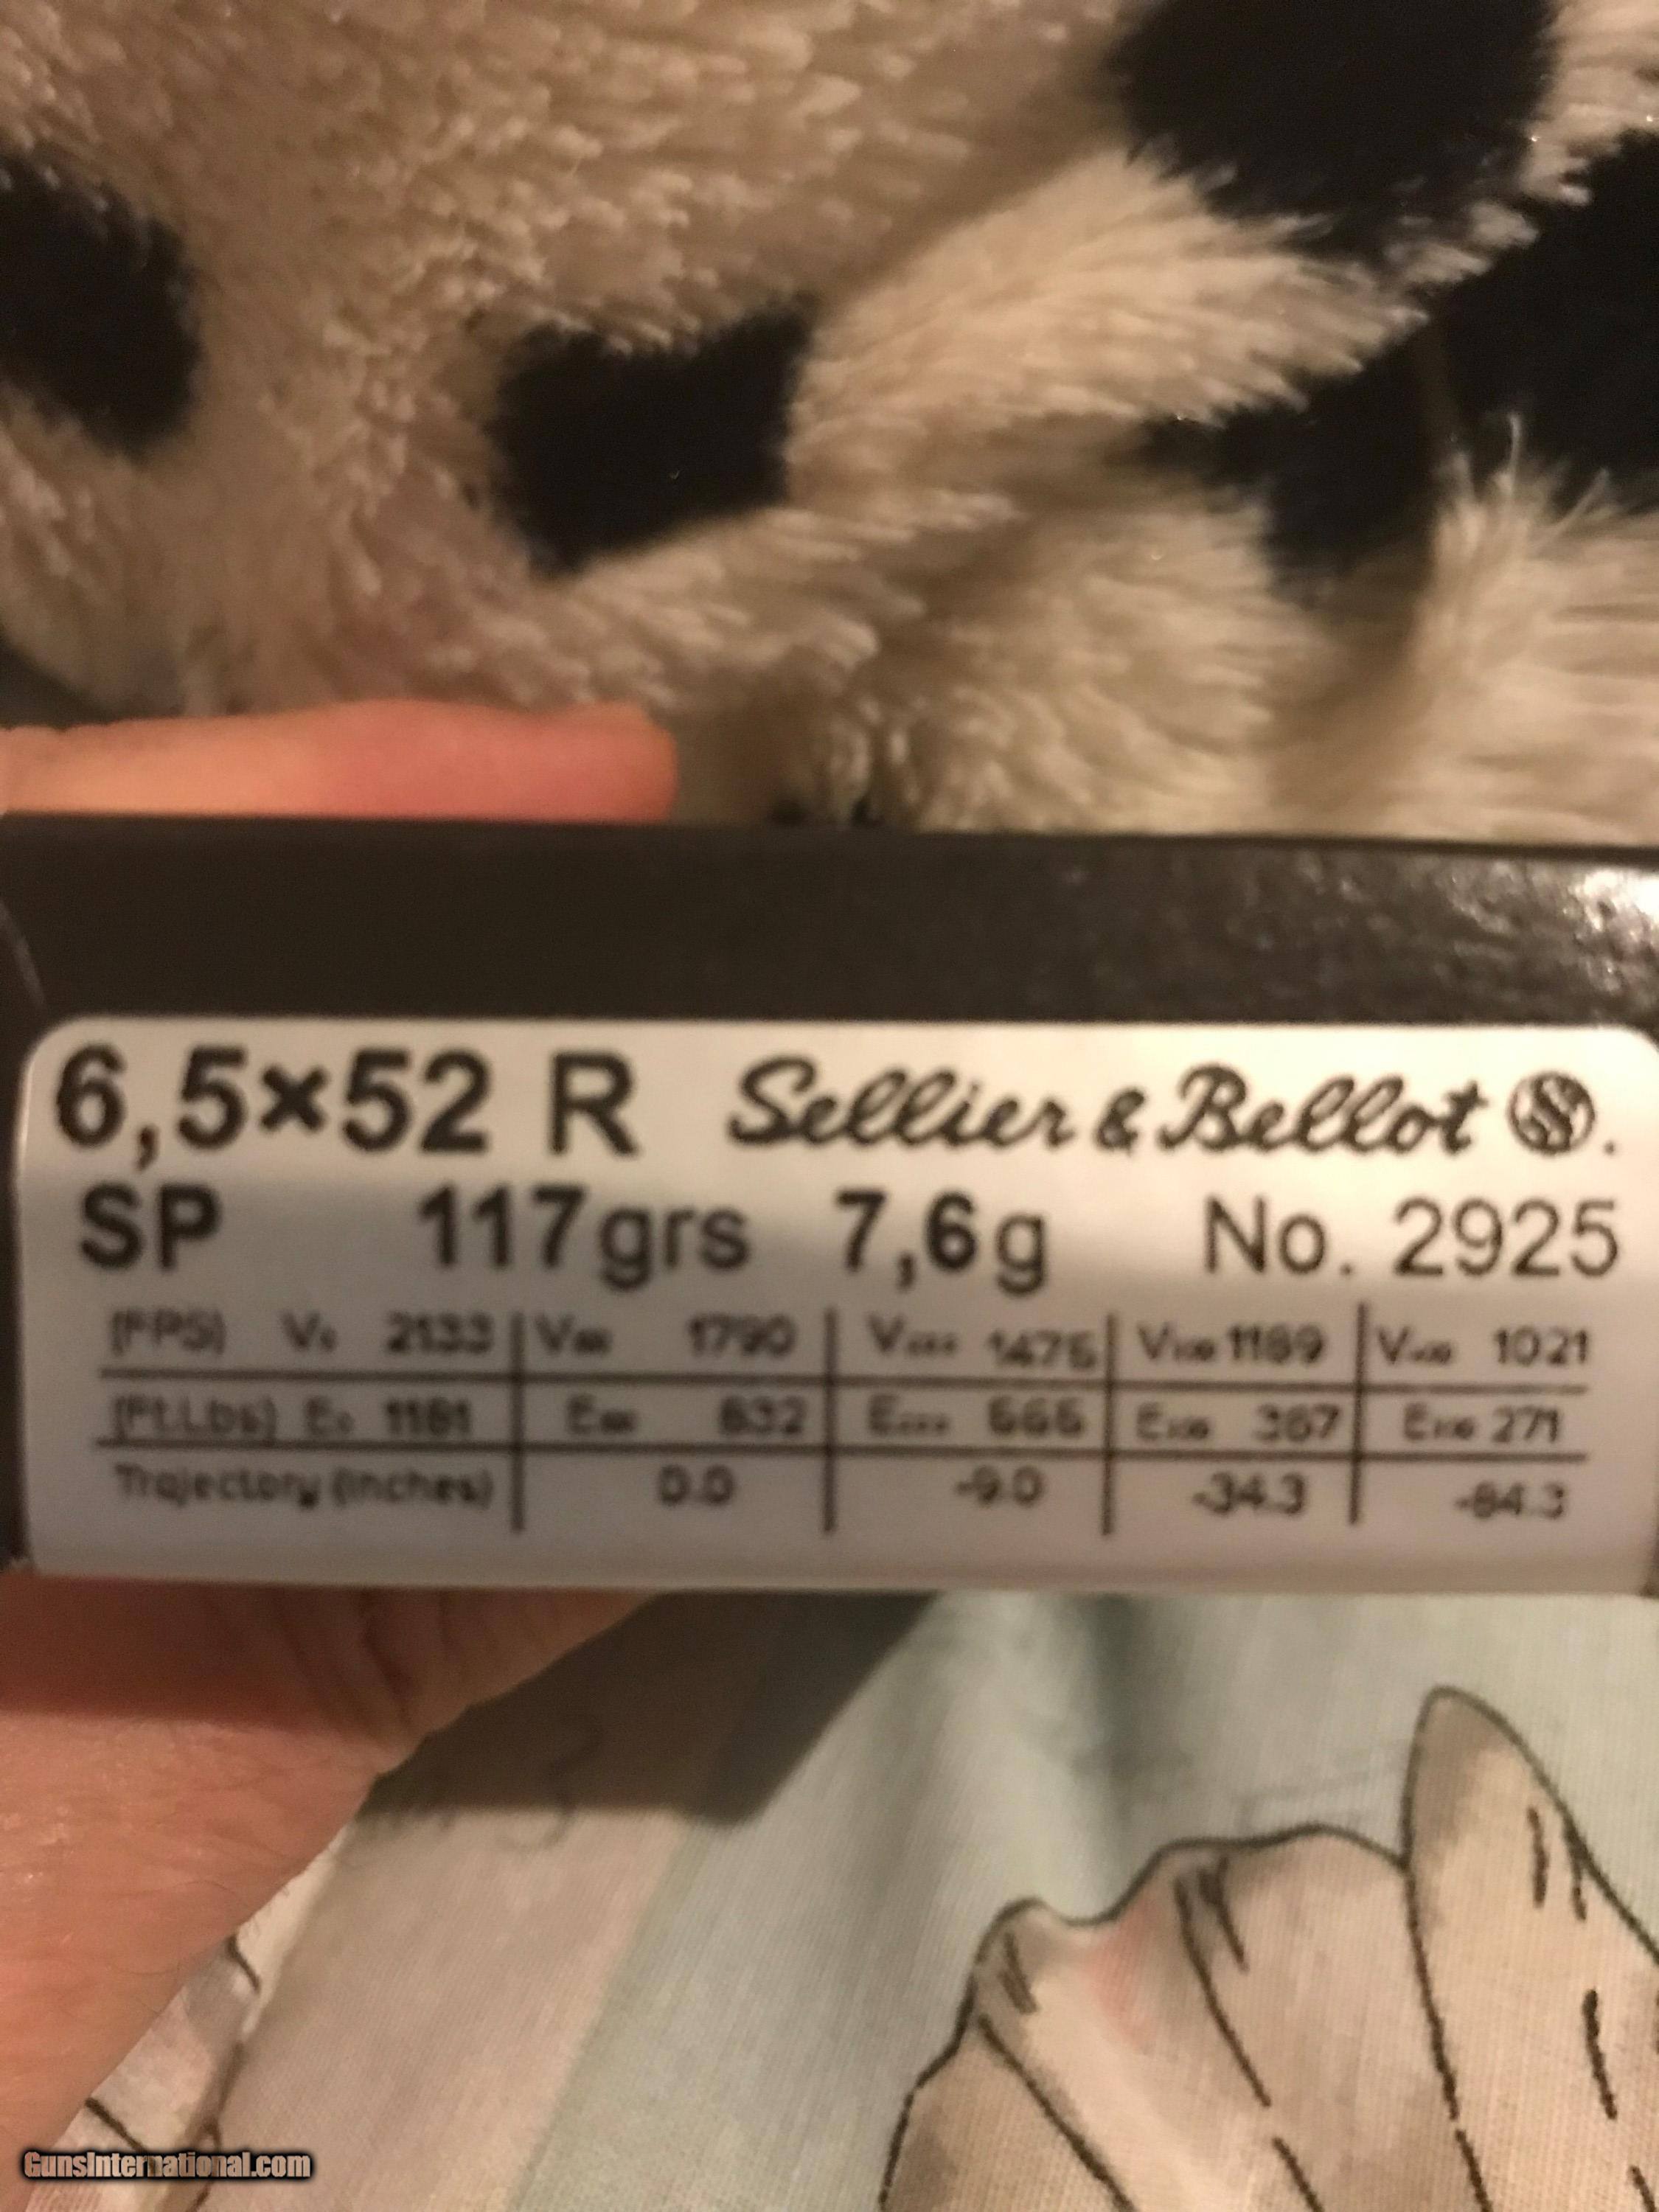 6,5×52 R Sellier & Bellot S.
SP 117grs 7,6g No. 2925
(FPS) V 2133 V 1790 V 1475 V 1189 V 1021
(Ft.Lbs) E 1181 E 832 E E 367 E 271
Trajectory (inches) 0.0 -9.0 -34.3 -84.3
GunsInternational.com